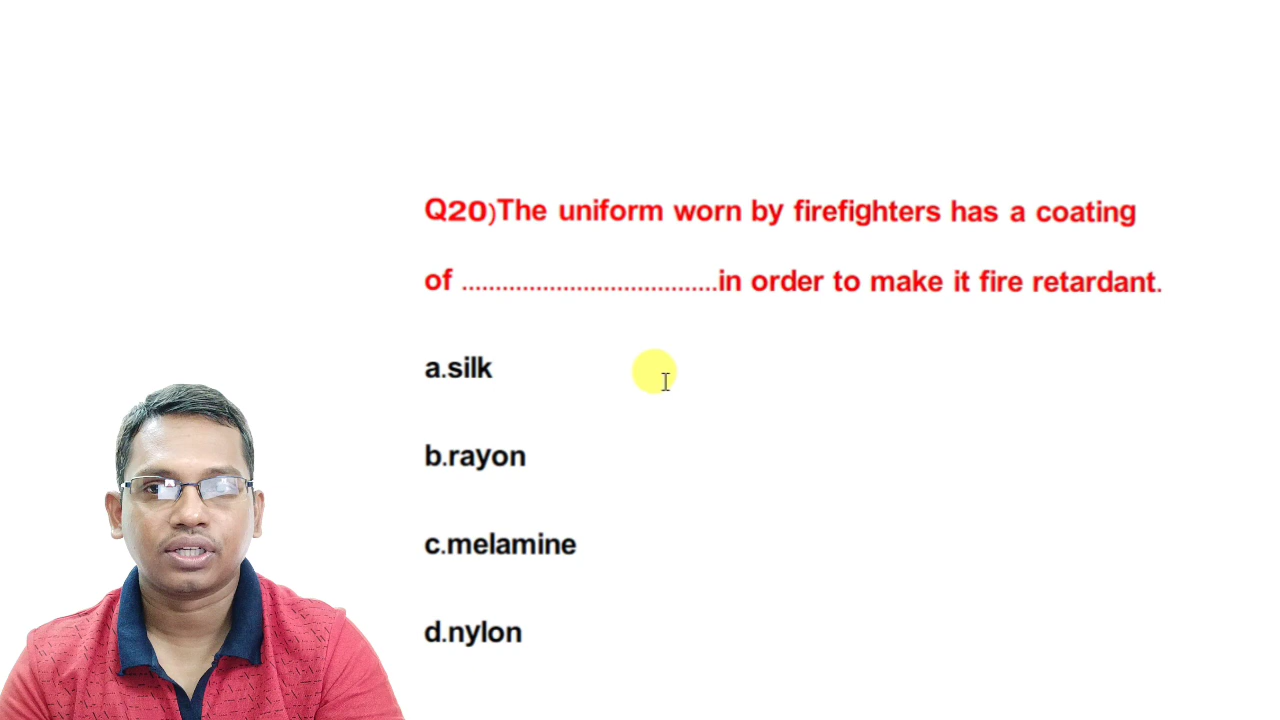 Q20)The uniform worn by firefighters has a coating
of ......................................in order to make it fire retardant.
a.silk
b.rayon
c.melamine
d.nylon